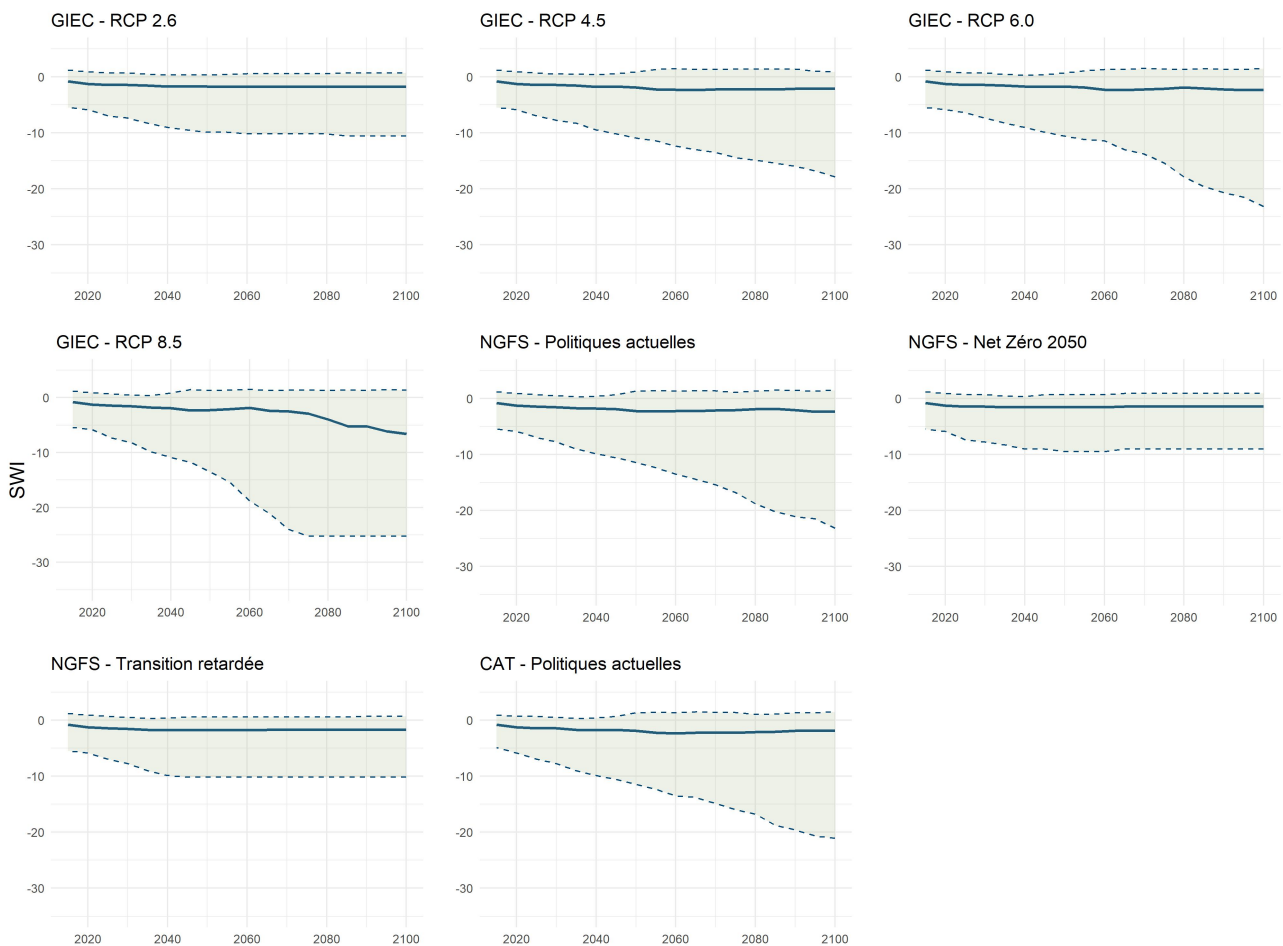 GIEC - RCP 2.6
GIEC - RCP 4.5
GIEC - RCP 6.0
0
-10
-20
-30
2020 2040 2060 2080 2100
0
-10
-20
-30
2020 2040 2060 2080 2100
0
-10
-20
-30
2020 2040 2060 2080 2100
GIEC - RCP 8.5
NGFS - Politiques actuelles
NGFS - Net Zéro 2050
SWI
0
-10
-20
-30
2020 2040 2060 2080 2100
0
-10
-20
-30
2020 2040 2060 2080 2100
0
-10
-20
-30
2020 2040 2060 2080 2100
NGFS - Transition retardée
CAT - Politiques actuelles
0
-10
-20
-30
2020 2040 2060 2080 2100
0
-10
-20
-30
2020 2040 2060 2080 2100